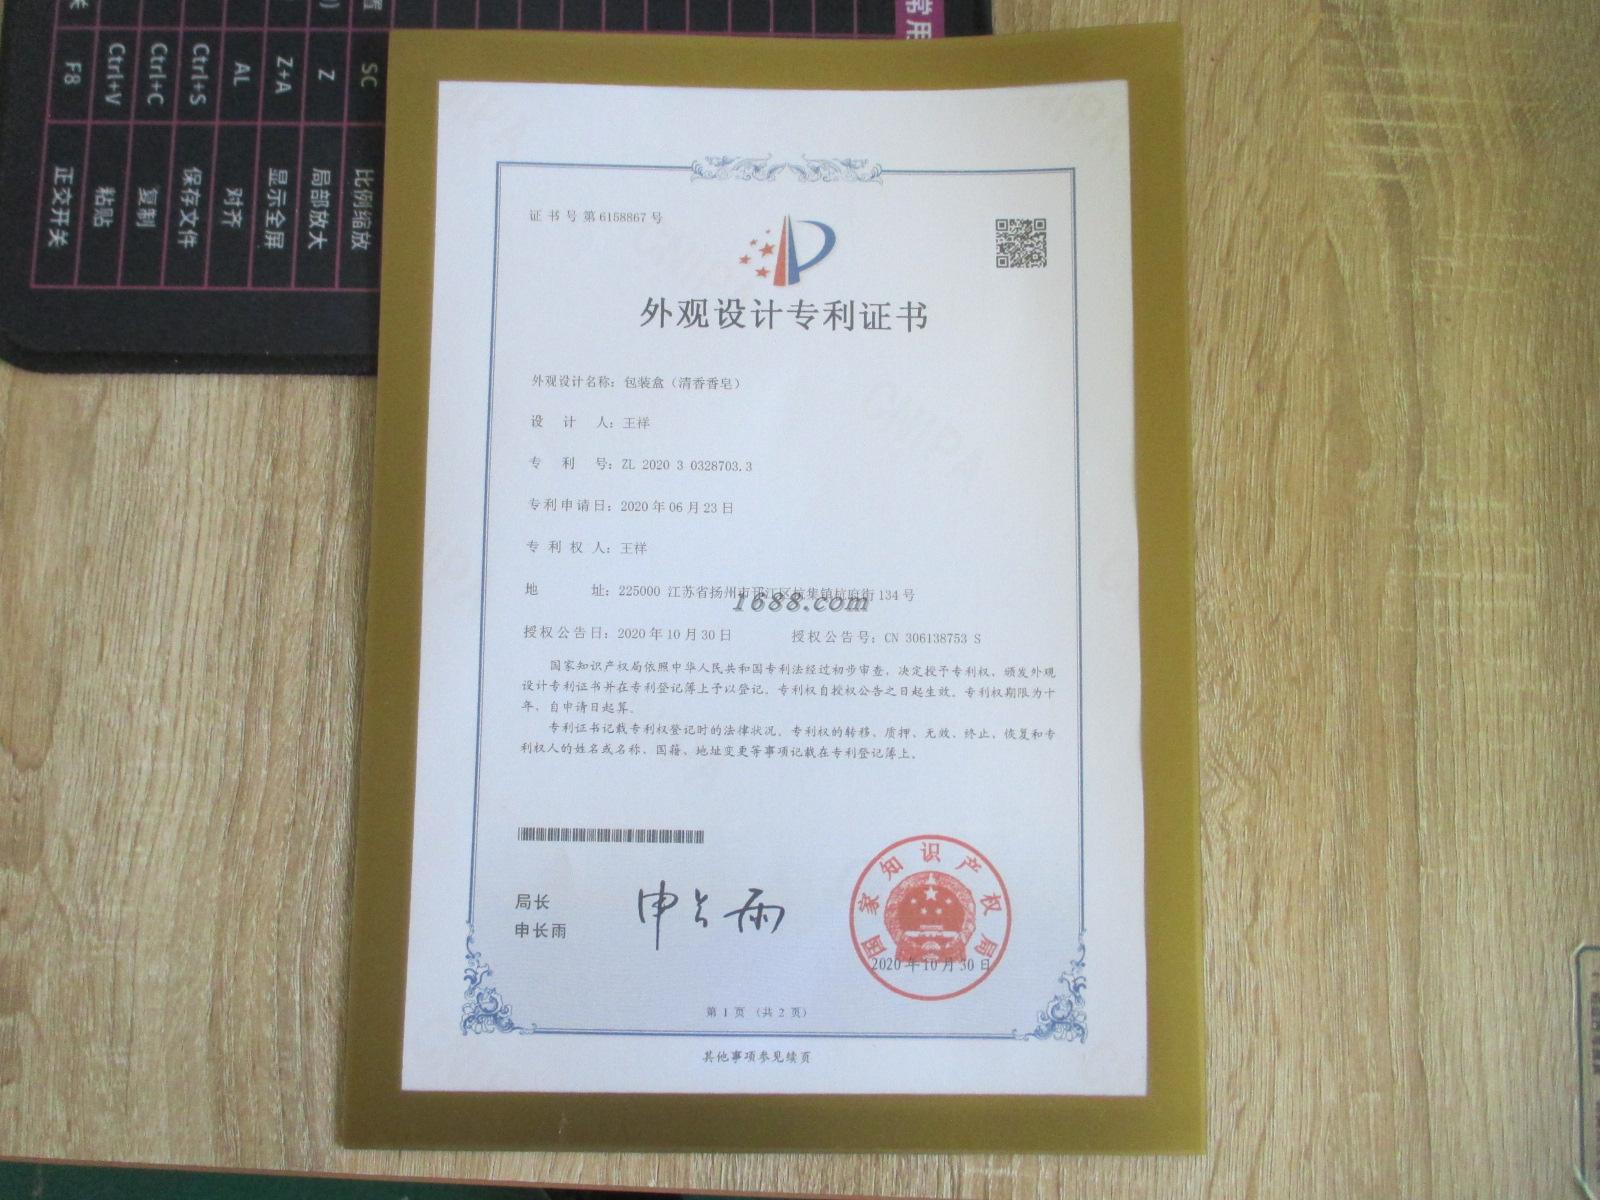 常用
SC
Z
Z+A
AL
Ctrl+S
Ctrl+C
Ctrl+V
F8
比例缩放
局部放大
显示全屏
对齐
保存文件
复制
粘贴
正交开关
证书号第6158867号
外观设计专利证书
外观设计名称：包装盒（清香香皂）
设计人：王祥
专利号：ZL 2020 3 0328703.3
专利申请日：2020年06月23日
专利权人：王祥
地址：225000 江苏省扬州市邗江区杭集镇杭府街134号
1688.com
授权公告日：2020年10月30日 授权公告号：CN 306138753 S
国家知识产权局依照中华人民共和国专利法经过初步审查，决定授予专利权，颁发外观
设计专利证书并在专利登记簿上予以登记。专利权自授权公告之日起生效。专利权期限为十
年，自申请日起算。
专利证书记载专利权登记时的法律状况。专利权的转移、质押、无效、终止、恢复和专
利权人的姓名或名称、国籍、地址变更等事项记载在专利登记簿上。
局长
申长雨
申长雨
国家知识产权局
2020年10月30日
第 1 页 （共 2 页）
其他事项参见续页